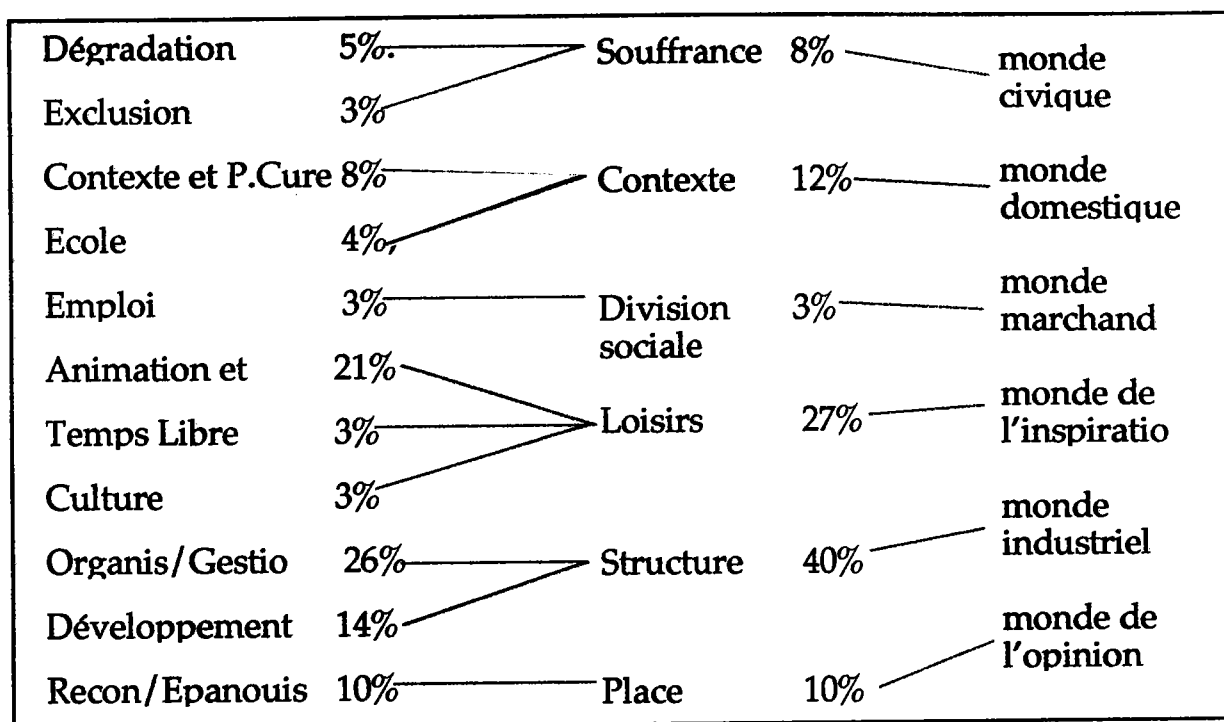 Dégradation 5%. Souffrance 8% monde civique
Exclusion 3%
Contexte et P.Cure 8% Contexte 12% monde domestique
Ecole 4%,
Emploi 3% Division sociale 3% monde marchand
Animation et 21%
Temps Libre 3% Loisirs 27% monde de l'inspiratio
Culture 3%
Organis/Gestio 26% Structure 40% monde industriel
Développement 14%
Recon/Epanouis 10% Place 10% monde de l'opinion